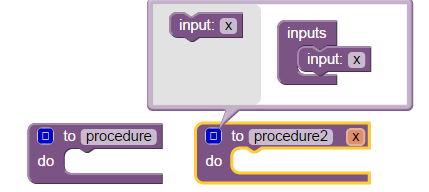 input: x
inputs
input: x
to procedure
do
to procedure2 x
do